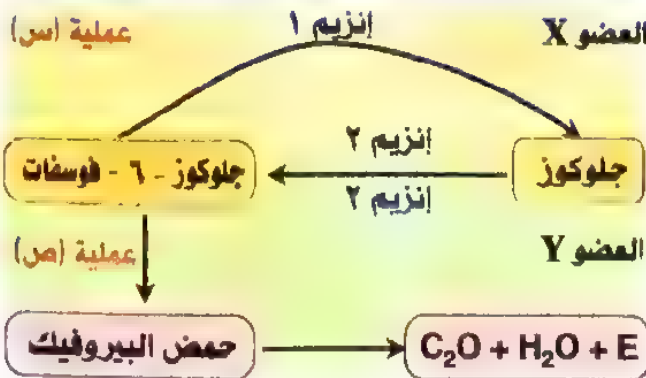 العضو X
إنزيم ١
عملية (س)
جلوكوز
إنزيم ٢
جلوكوز - ٦ - فوسفات
إنزيم ٢
العضو Y
عملية (ص)
حمض البيروفيك
C₂O + H₂O + E